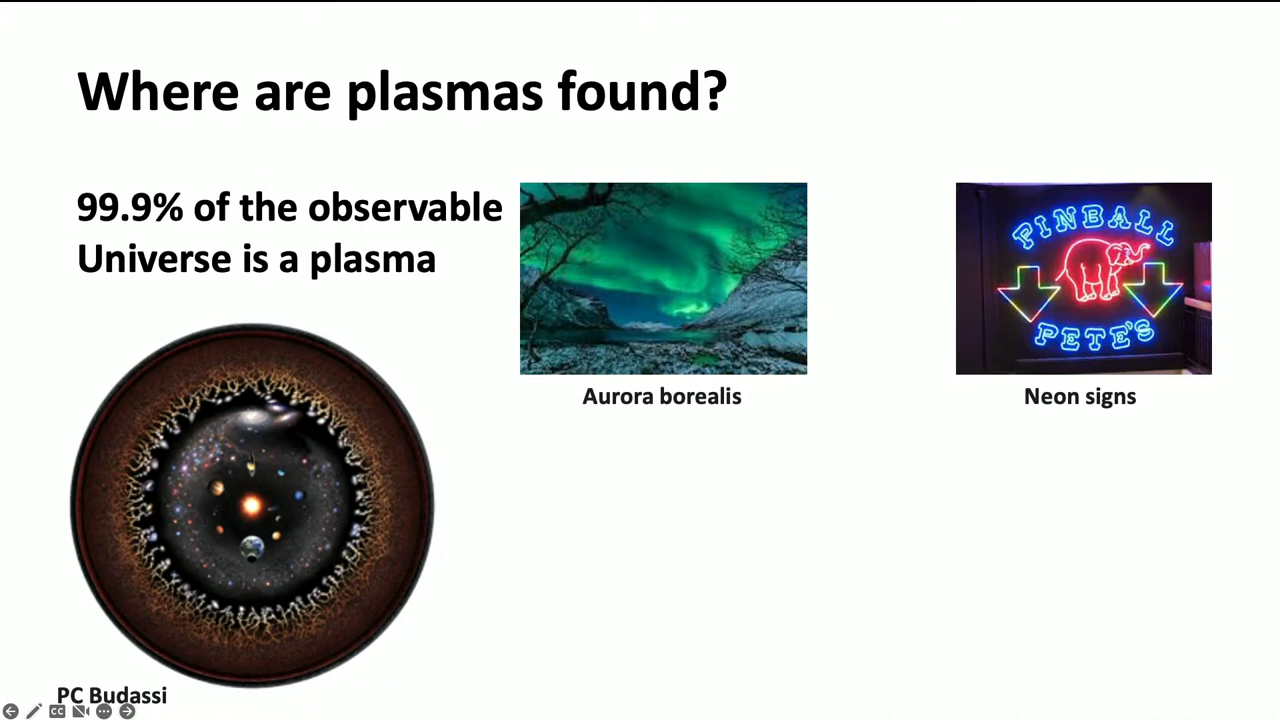 Where are plasmas found?
99.9% of the observable
Universe is a plasma
PINBALL
PETE'S
Aurora borealis
Neon signs
PC Budassi
CC